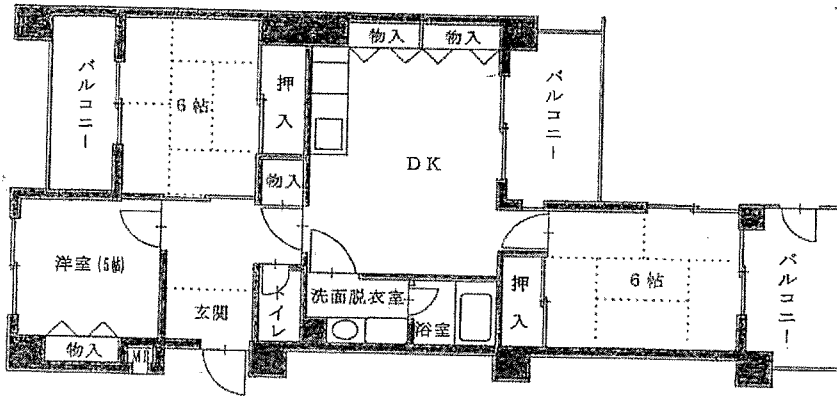 物入
物入
バルコニー
6帖
押入
バルコニー
DK
物入
洋室(5帖)
玄関
トイレ
洗面脱衣室
浴室
押入
6帖
バルコニー
物入
MB